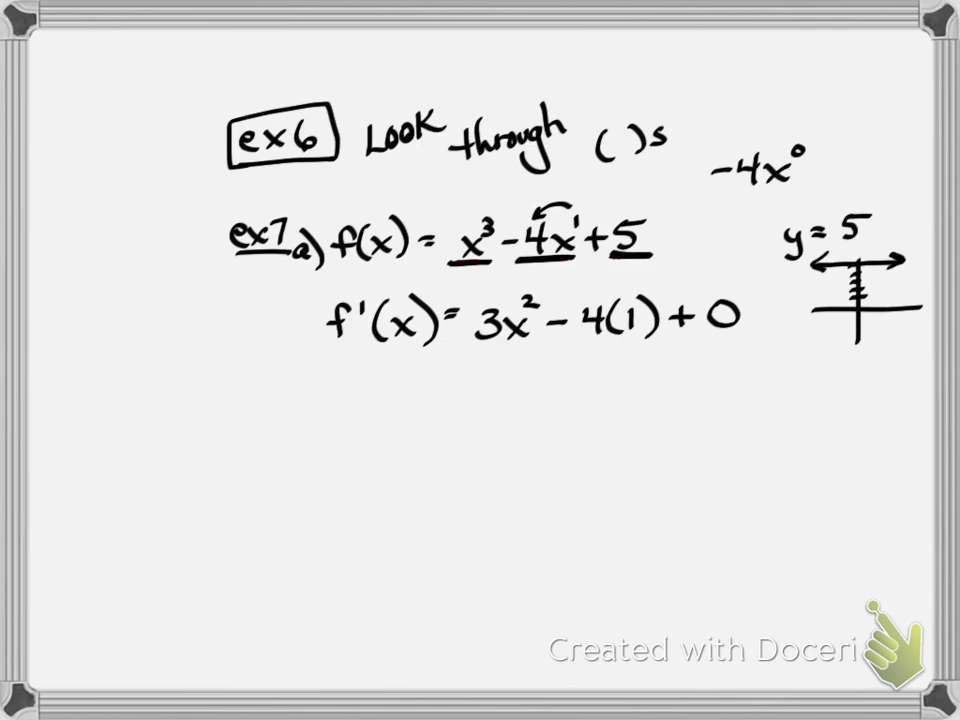 ex6 Look through ( )s
-4x⁰
ex7 a) f(x) = x³ - 4x¹ + 5
y = 5
f'(x) = 3x² - 4(1) + 0
Created with Doceri